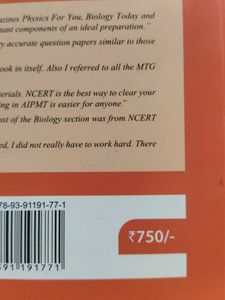 azines Physics For You, Biology Today and
tant components of an ideal preparation."
ry accurate question papers similar to those
ook in itself. Also I referred to all the MTG
terials. NCERT is the best way to clear your
ing in AIPMT is easier for anyone."
ost of the Biology section was from NCERT
ed, I did not really have to work hard. There
78-93-91191-77-1
₹750/-
91191771